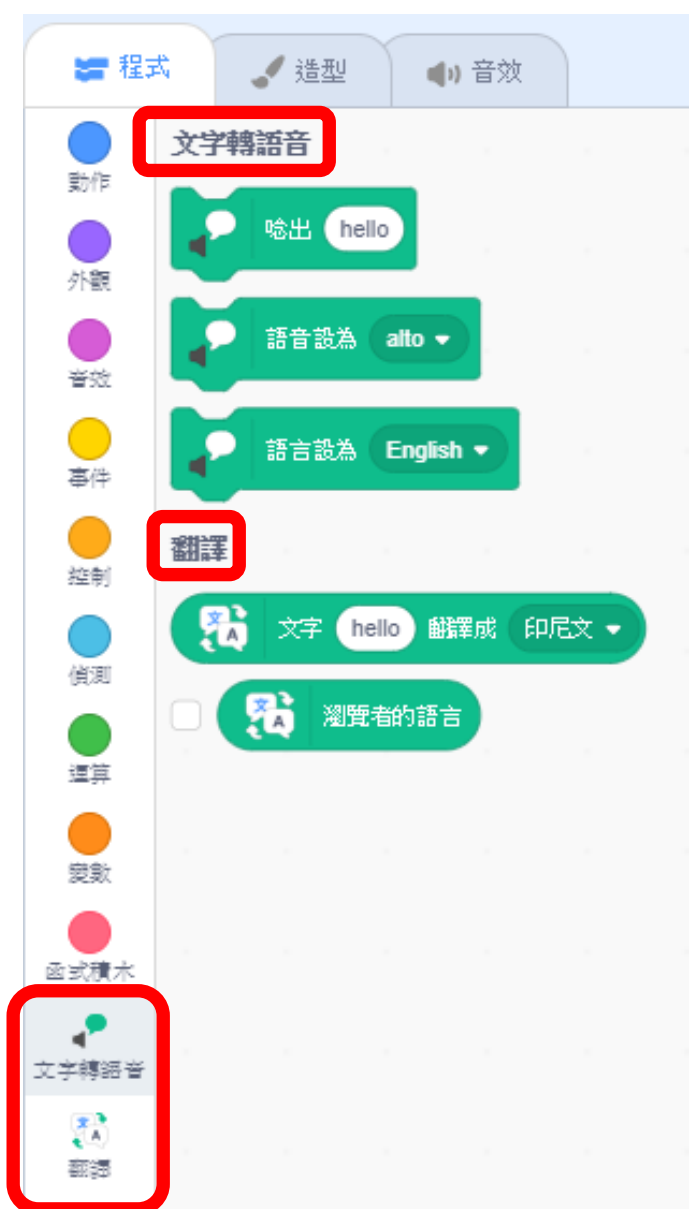 程式 造型 音效
動作
外觀
音效
事件
控制
偵測
運算
變數
函式積木
文字轉語音
翻譯
文字轉語音
唸出 hello
語音設為 alto
語言設為 English
翻譯
文字 hello 翻譯成 印尼文
瀏覽者的語言